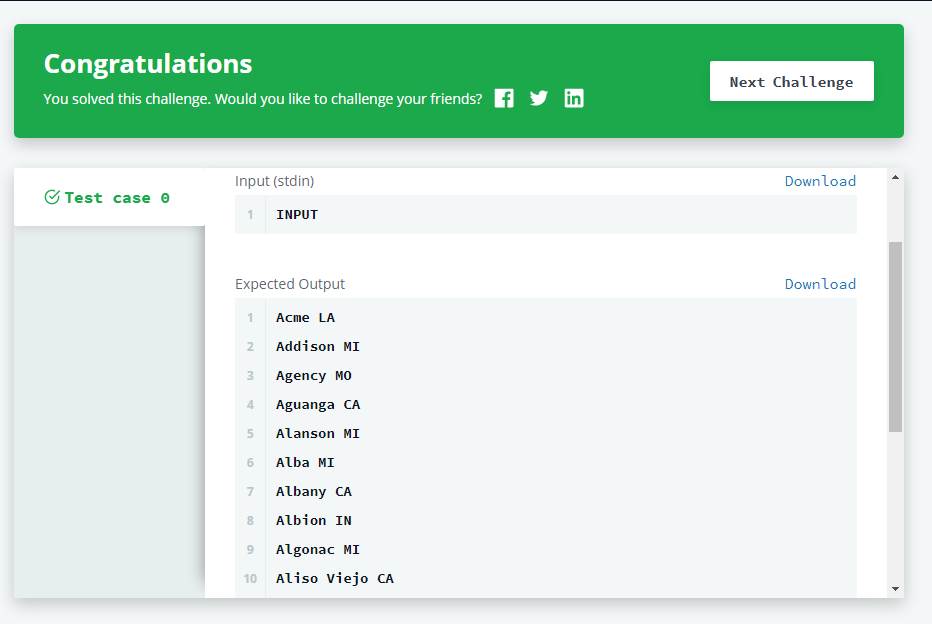 Congratulations
You solved this challenge. Would you like to challenge your friends?
Next Challenge
Test case 0
Input (stdin)
Download
1 INPUT
Expected Output
Download
1 Acme LA
2 Addison MI
3 Agency MO
4 Aguanga CA
5 Alanson MI
6 Alba MI
7 Albany CA
8 Albion IN
9 Algonac MI
10 Aliso Viejo CA